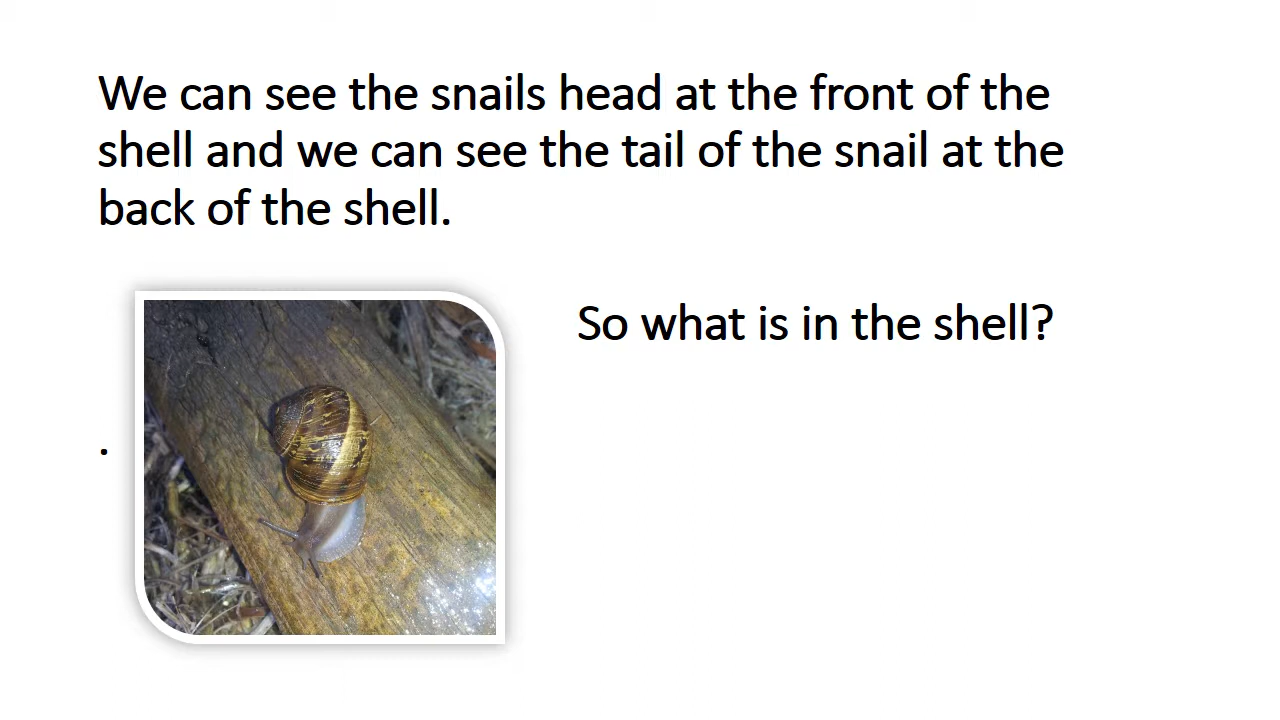 We can see the snails head at the front of the
shell and we can see the tail of the snail at the
back of the shell.
So what is in the shell?
.